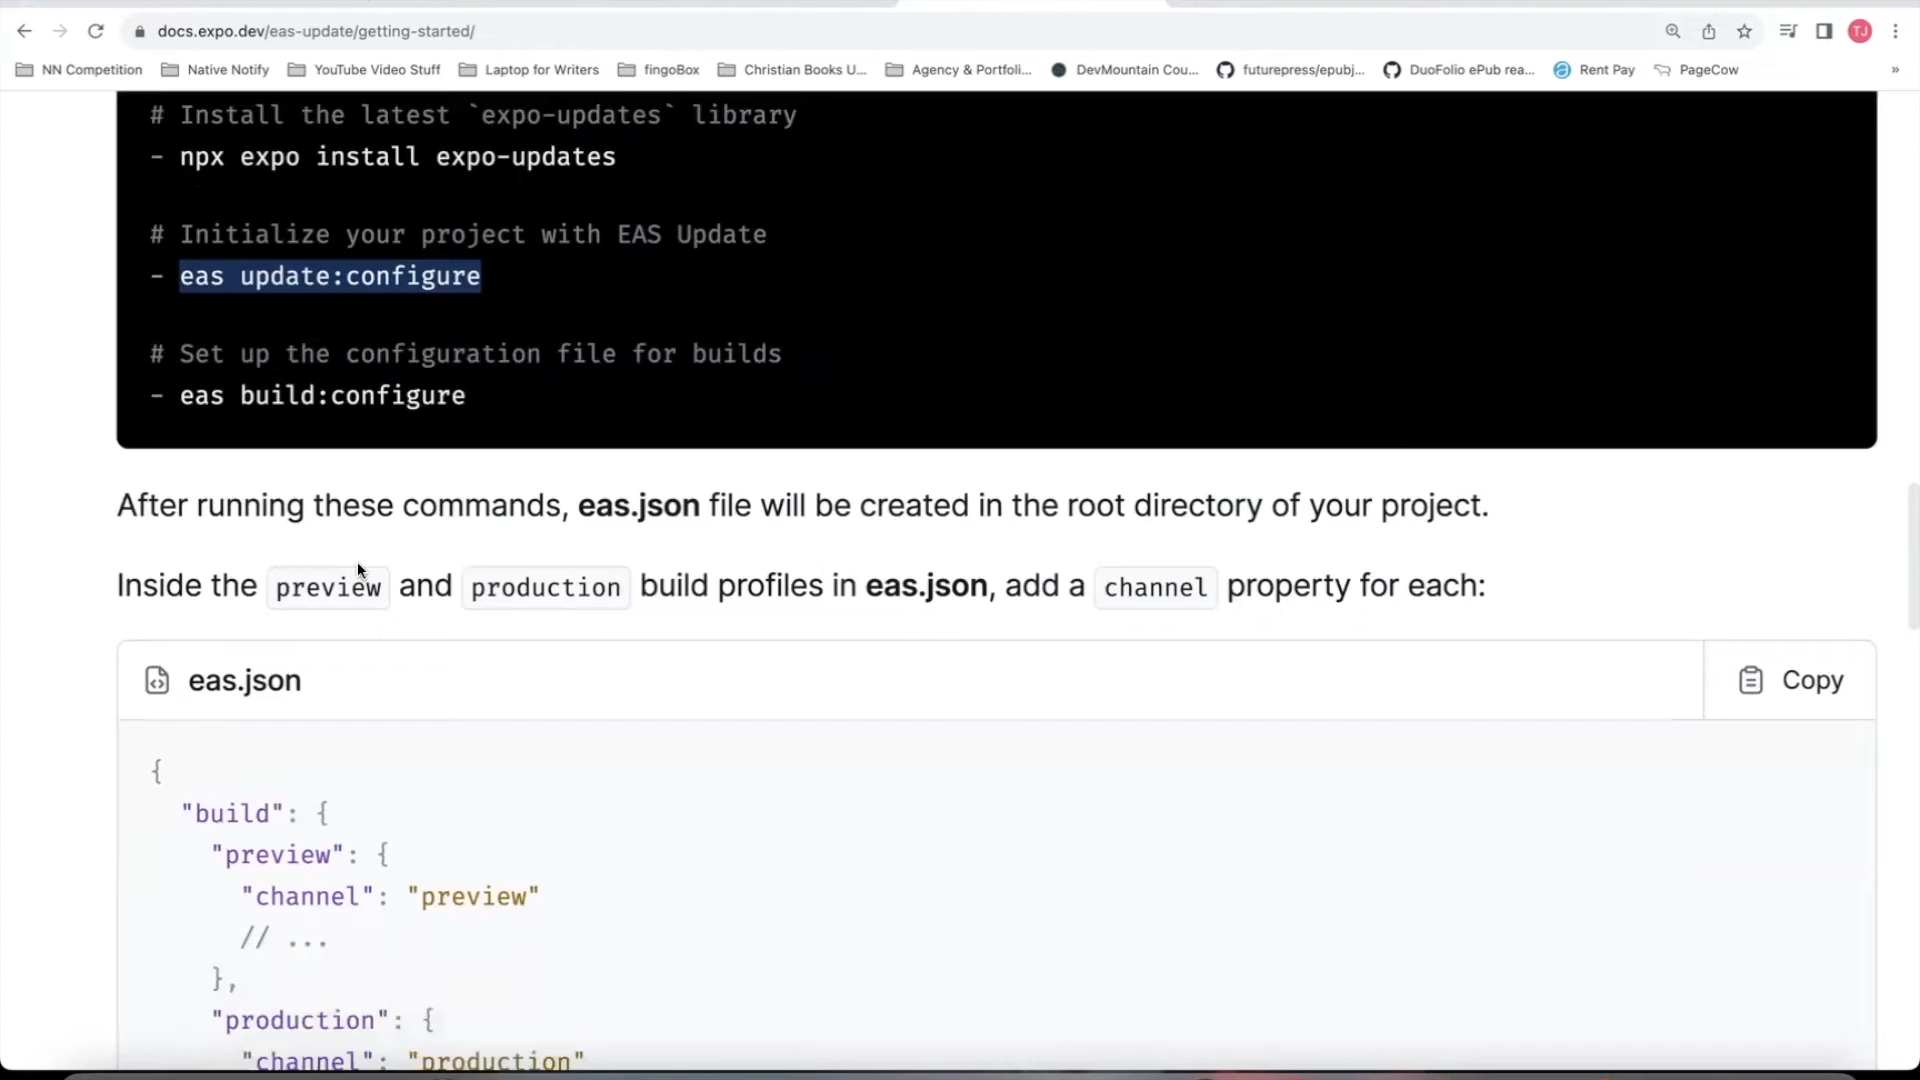 docs.expo.dev/eas-update/getting-started/
TJ
NN Competition
Native Notify
YouTube Video Stuff
Laptop for Writers
fingoBox
Christian Books U...
Agency & Portfoli...
DevMountain Cou...
futurepress/epubj...
DuoFolio ePub rea...
Rent Pay
PageCow
»
# Install the latest `expo-updates` library
- npx expo install expo-updates
# Initialize your project with EAS Update
- eas update:configure
# Set up the configuration file for builds
- eas build:configure
After running these commands, eas.json file will be created in the root directory of your project.
Inside the preview and production build profiles in eas.json, add a channel property for each:
eas.json
Copy
{
"build": {
"preview": {
"channel": "preview"
// ...
},
"production": {
"channel": "production"